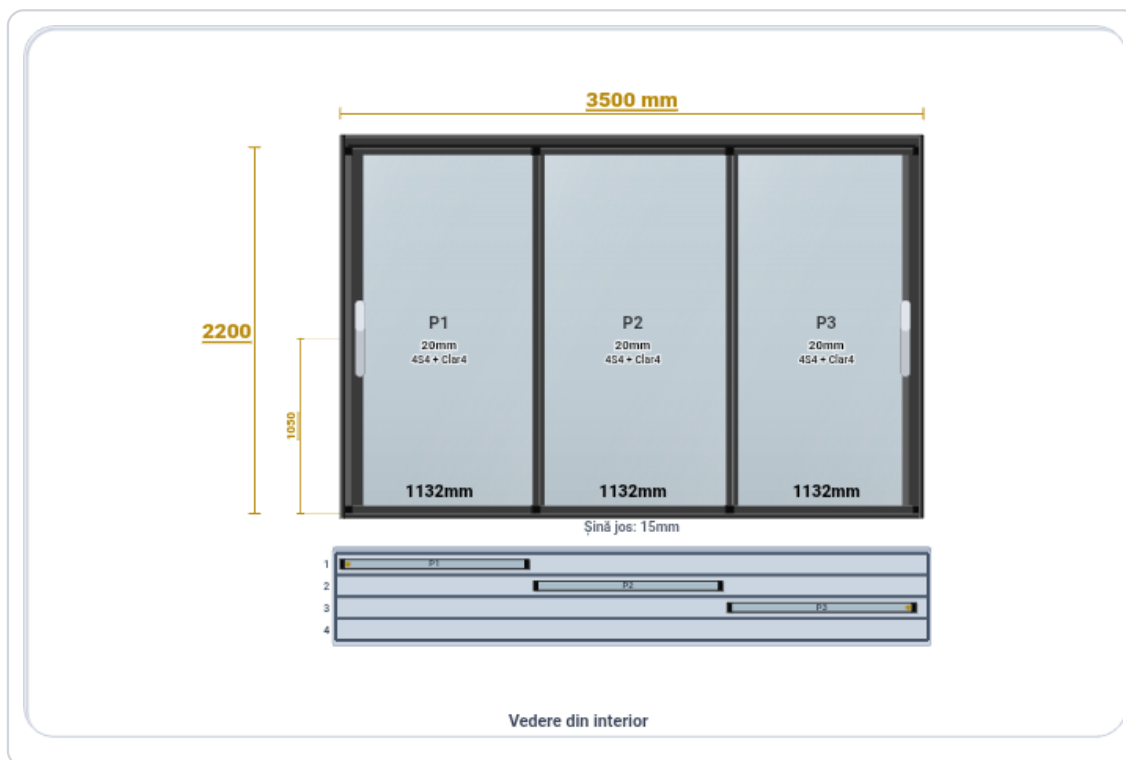 3500 mm
2200
1050
P1
20mm
4S4 + Clar4
1132mm
P2
20mm
4S4 + Clar4
1132mm
P3
20mm
4S4 + Clar4
1132mm
Șină jos: 15mm
1
P1
2
P2
3
P3
4
Vedere din interior